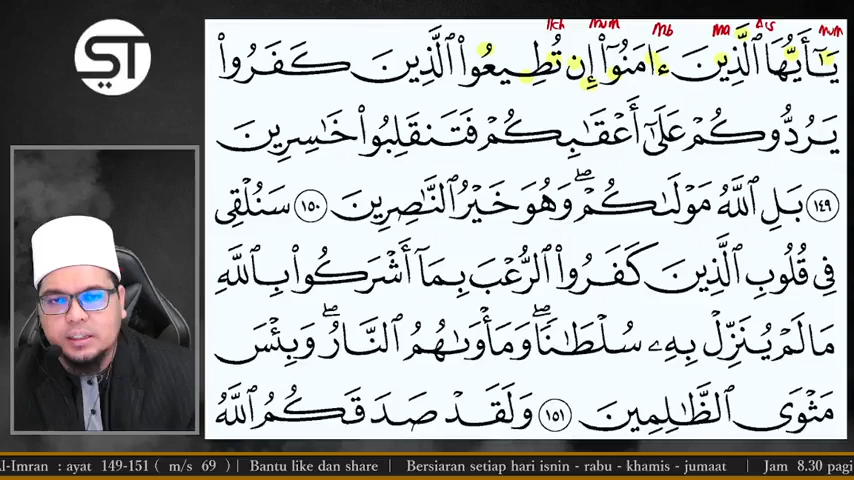 ST
يَـٰٓأَيُّهَا ٱلَّذِينَ ءَامَنُوٓا۟ إِن تُطِيعُوا۟ ٱلَّذِينَ كَفَرُوا۟
يَرُدُّوكُمْ عَلَىٰٓ أَعْقَـٰبِكُمْ فَتَنقَلِبُوا۟ خَـٰسِرِينَ
١٤٩ بَلِ ٱللَّهُ مَوْلَىٰكُمْ ۖ وَهُوَ خَيْرُ ٱلنَّـٰصِرِينَ ١٥٠ سَنُلْقِى
فِى قُلُوبِ ٱلَّذِينَ كَفَرُوا۟ ٱلرُّعْبَ بِمَآ أَشْرَكُوا۟ بِٱللَّهِ
مَا لَمْ يُنَزِّلْ بِهِۦ سُلْطَـٰنًا ۖ وَمَأْوَىٰهُمُ ٱلنَّارُ ۖ وَبِئْسَ
مَثْوَى ٱلظَّـٰلِمِينَ ١٥١ وَلَقَدْ صَدَقَكُمُ ٱللَّهُ
Al-Imran : ayat 149-151 ( m/s 69 ) | Bantu like dan share | Bersiaran setiap hari isnin - rabu - khamis - jumaat | Jam 8.30 pagi